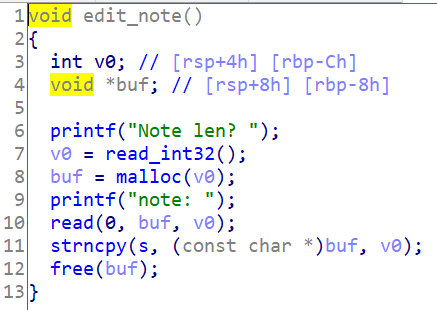 1 void edit_note()
2 {
3 int v0; // [rsp+4h] [rbp-Ch]
4 void *buf; // [rsp+8h] [rbp-8h]
5
6 printf("Note len? ");
7 v0 = read_int32();
8 buf = malloc(v0);
9 printf("note: ");
10 read(0, buf, v0);
11 strncpy(s, (const char *)buf, v0);
12 free(buf);
13 }